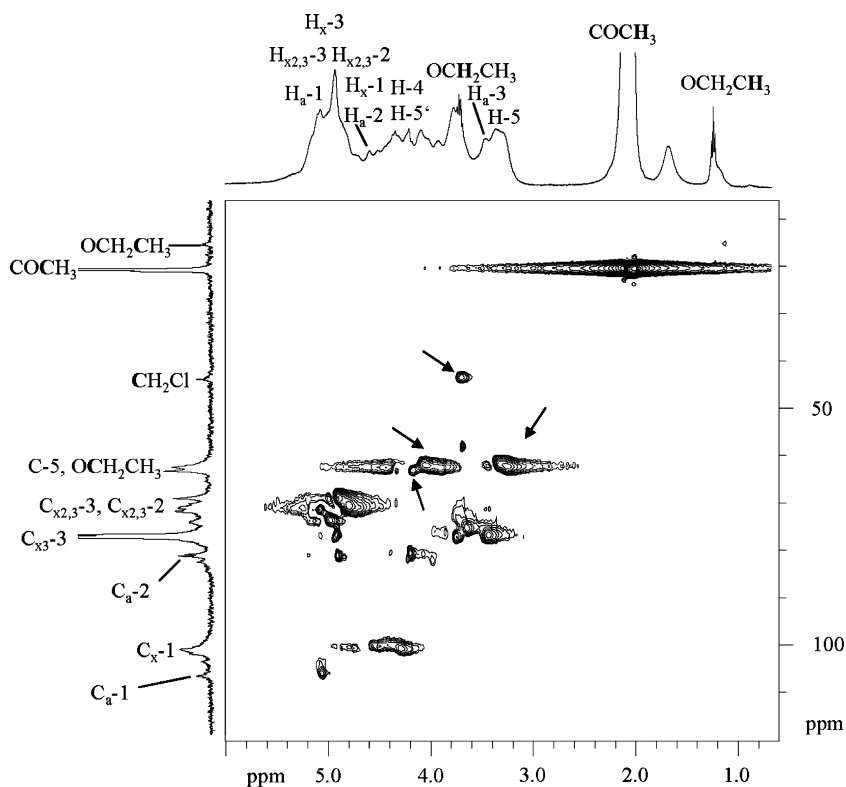 Hx-3
COCH3
Hx2,3-3 Hx2,3-2
Hx-1 H-4
OCH2CH3
OCH2CH3
Ha-1
Ha-2
H-5‘
Ha-3
H-5
OCH2CH3
COCH3
CH2Cl
50
C-5, OCH2CH3
Cx2,3-3, Cx2,3-2
Cx3-3
Ca-2
Cx-1
100
Ca-1
ppm
ppm 5.0 4.0 3.0 2.0 1.0